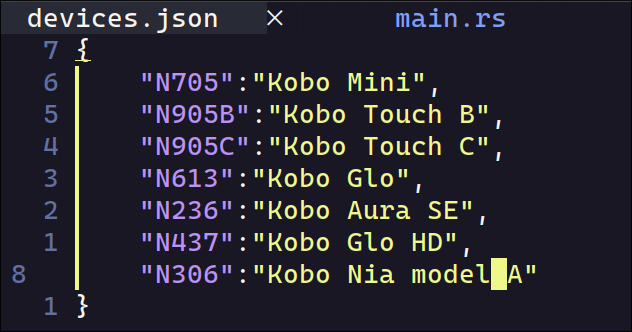 devices.json × main.rs
7 {
6 "N705":"Kobo Mini",
5 "N905B":"Kobo Touch B",
4 "N905C":"Kobo Touch C",
3 "N613":"Kobo Glo",
2 "N236":"Kobo Aura SE",
1 "N437":"Kobo Glo HD",
8 "N306":"Kobo Nia model A"
1 }